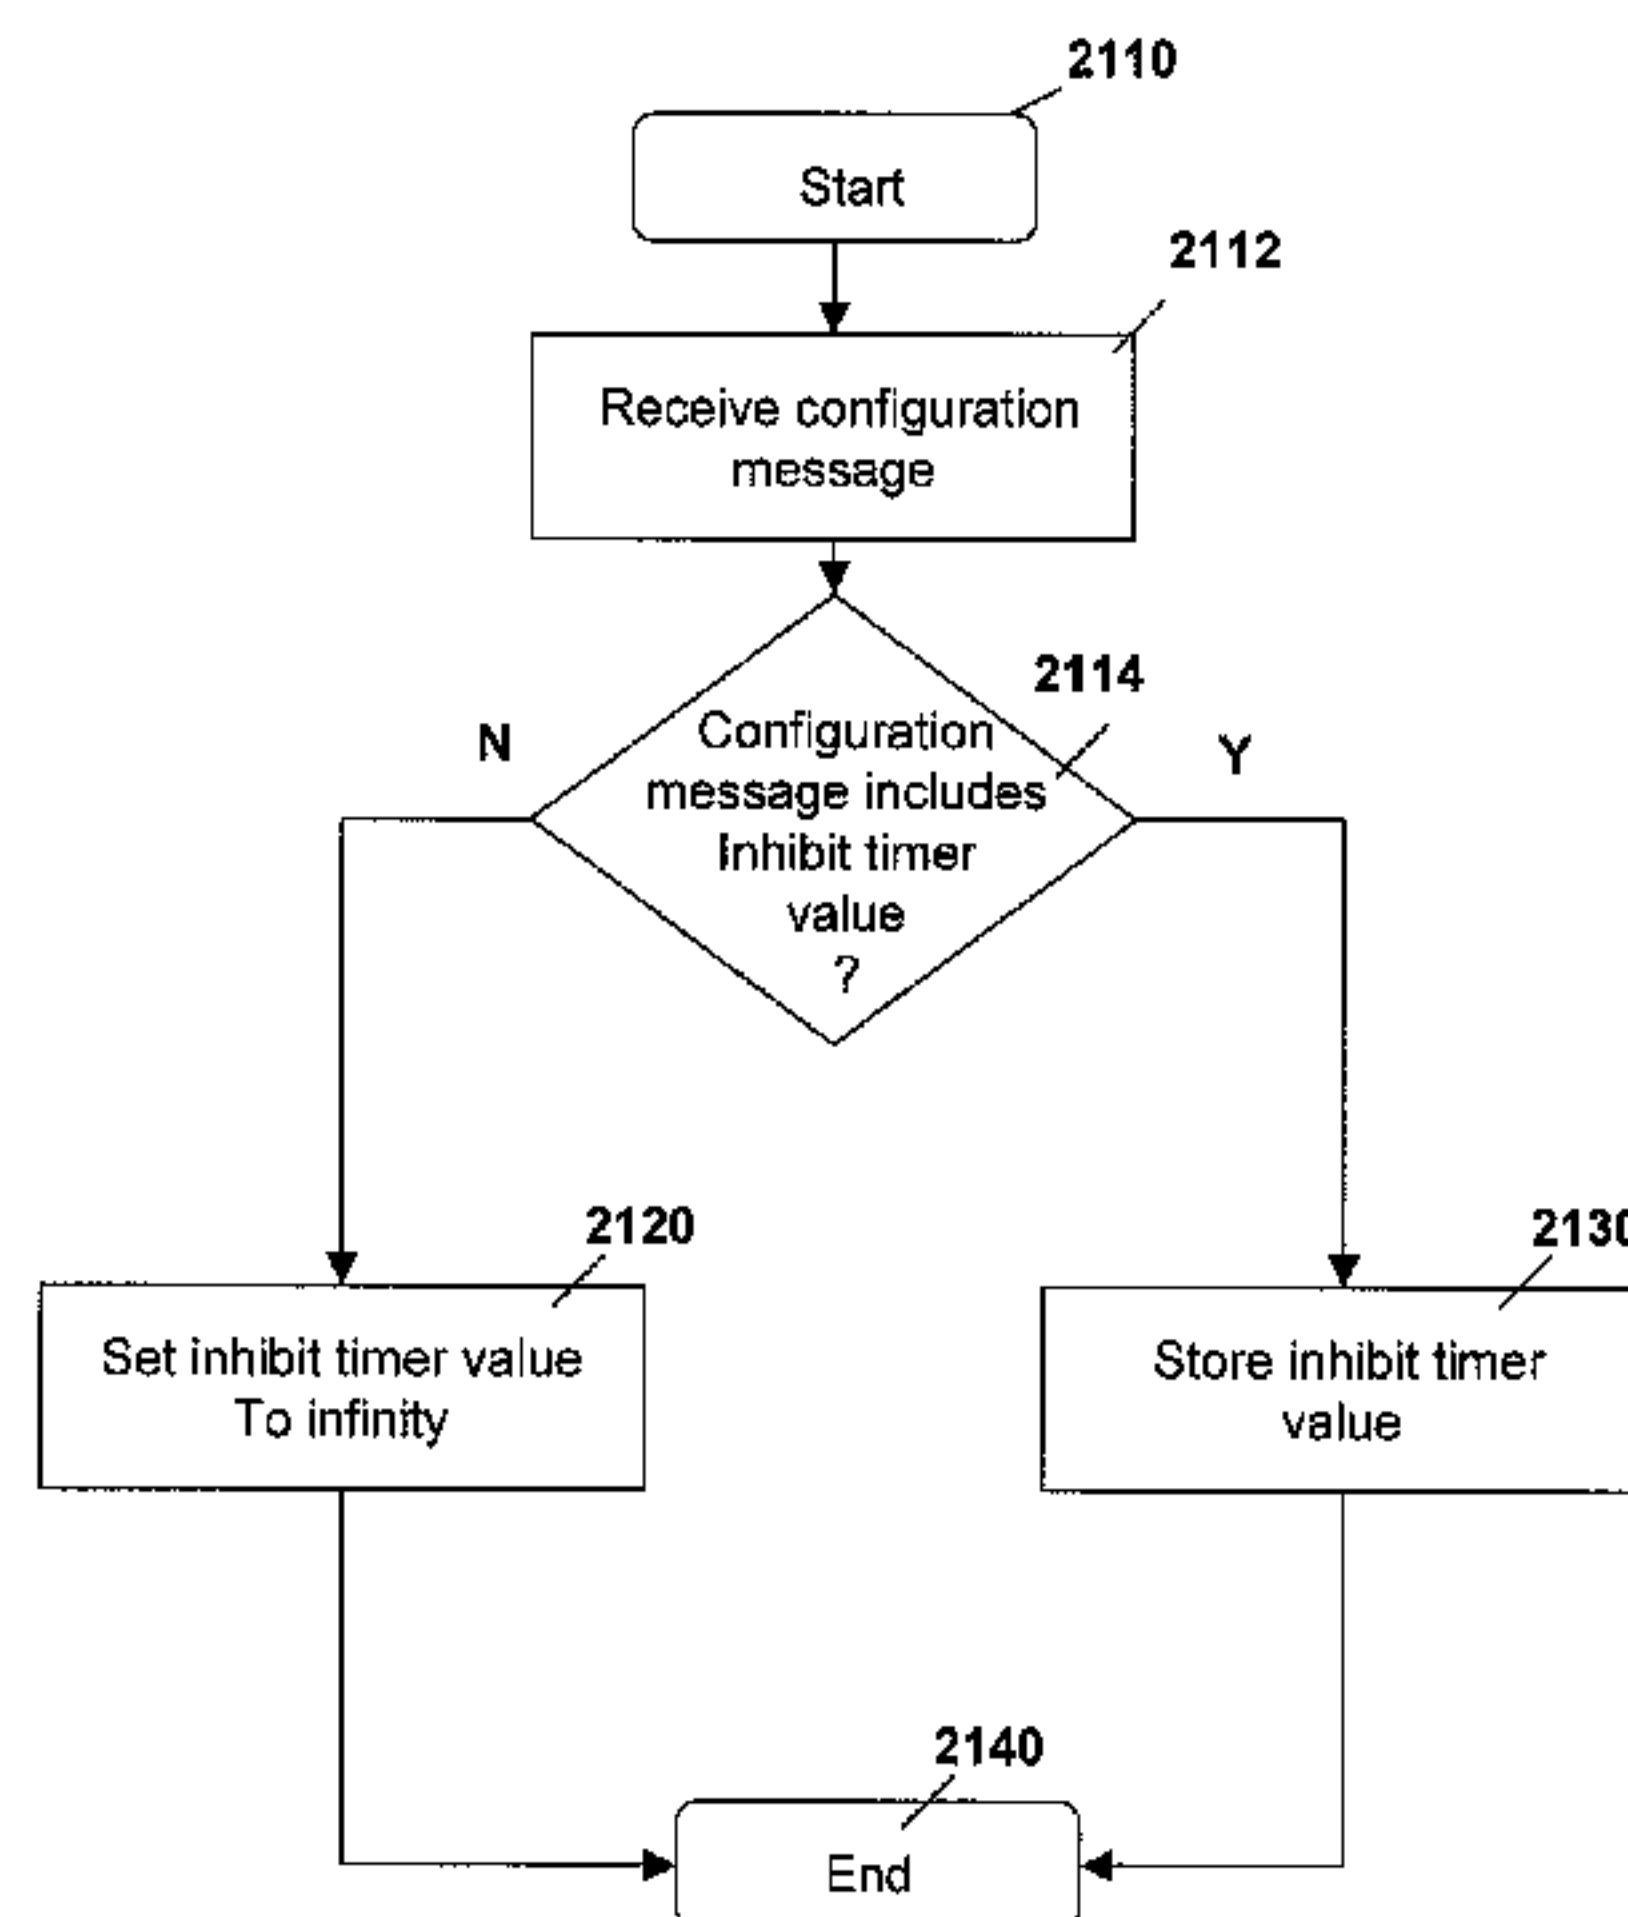 2110
Start
2112
Receive configuration
message
2114
N
Y
Configuration
message includes
Inhibit timer
value
?
2120
2130
Set inhibit timer value
To infinity
Store inhibit timer
value
2140
End